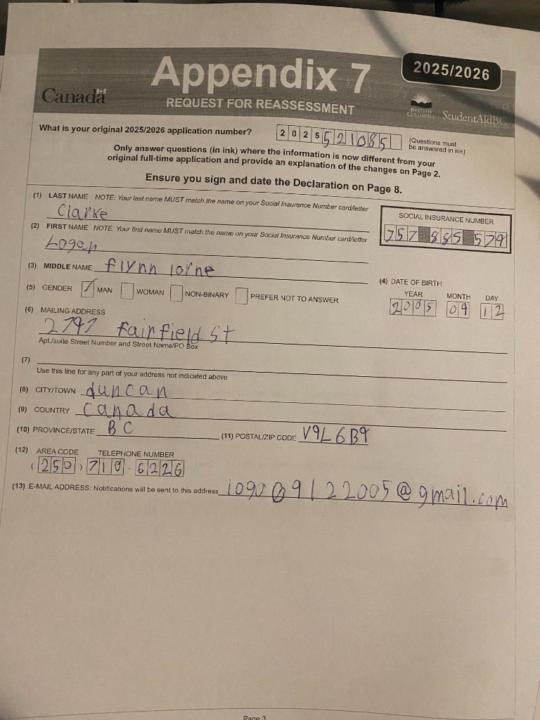 Appendix 7
2025/2026
Canada
REQUEST FOR REASSESSMENT
BRITISH COLUMBIA
StudentAidBC
What is your original 2025/2026 application number? 2025521085 (Questions must be answered in ink)
Only answer questions (in ink) where the information is now different from your
original full-time application and provide an explanation of the changes on Page 2.
Ensure you sign and date the Declaration on Page 8.
(1) LAST NAME NOTE: Your last name MUST match the name on your Social Insurance Number card/letter
Clarke
SOCIAL INSURANCE NUMBER
757 885 579
(2) FIRST NAME NOTE: Your first name MUST match the name on your Social Insurance Number card/letter
Logan
(3) MIDDLE NAME flynn lorne
(4) DATE OF BIRTH
YEAR MONTH DAY
2005 09 12
(5) GENDER MAN WOMAN NON-BINARY PREFER NOT TO ANSWER
(6) MAILING ADDRESS
2797 fairfield st
Apt./suite Street Number and Street Name/PO Box
(7)
Use this line for any part of your address not indicated above
(8) CITY/TOWN duncan
(9) COUNTRY canada
(10) PROVINCE/STATE BC (11) POSTAL/ZIP CODE V9L6B9
(12) AREA CODE TELEPHONE NUMBER
(250) 710-6226
(13) E-MAIL ADDRESS: Notifications will be sent to this address
Page 3